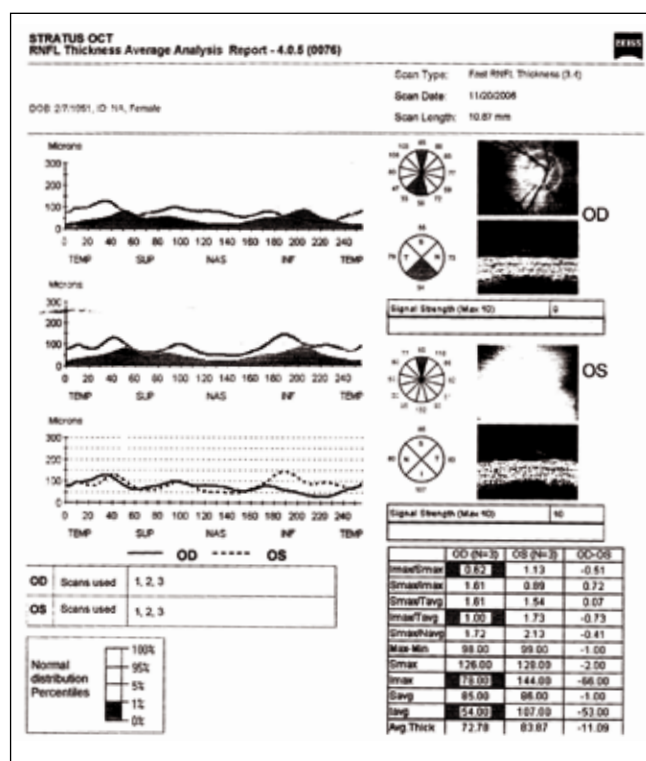 STRATUS OCT
RNFL Thickness Average Analysis Report - 4.0.5 (0076)
ZEISS
Scan Type: Fast RNFL Thickness (3.4)
Scan Date: 11/20/2006
DOB: 2/7/1951, ID: NA, Female
Scan Length: 10.87 mm
Microns
300
200
100
0
0 20 40 60 80 100 120 140 160 180 200 220 240
TEMP SUP NAS INF TEMP
OD
Signal Strength (Max 10) 9
Microns
300
200
100
0
0 20 40 60 80 100 120 140 160 180 200 220 240
TEMP SUP NAS INF TEMP
OS
Signal Strength (Max 10) 10
Microns
300
200
100
0
0 20 40 60 80 100 120 140 160 180 200 220 240
TEMP SUP NAS INF TEMP
OD OS
OD Scans used 1, 2, 3
OS Scans used 1, 2, 3
Normal
distribution
Percentiles
100%
95%
5%
1%
0%
OD (N=3) OS (N=3) OD-OS
Imax/Smax 0.62 1.13 -0.51
Smax/Imax 1.61 0.89 0.72
Smax/Tavg 1.61 1.54 0.07
Imax/Tavg 1.00 1.73 -0.73
Smax/Navg 1.72 2.13 -0.41
Max-Min 98.00 99.00 -1.00
Smax 126.00 128.00 -2.00
Imax 78.00 144.00 -66.00
Savg 85.00 86.00 -1.00
Iavg 54.00 107.00 -53.00
Avg.Thick 72.78 83.87 -11.09